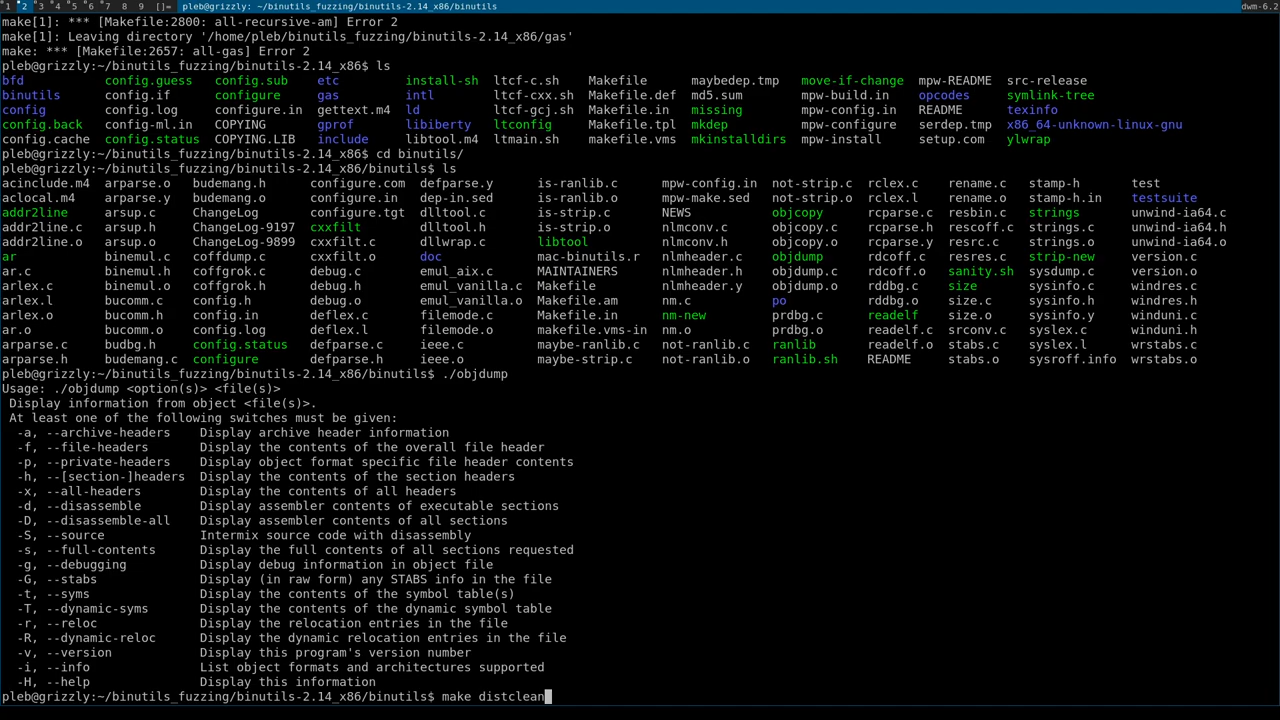 1 2 3 4 5 6 7 8 9 []= pleb@grizzly: ~/binutils_fuzzing/binutils-2.14_x86/binutils dwm-6.2
make[1]: *** [Makefile:2800: all-recursive-am] Error 2
make[1]: Leaving directory '/home/pleb/binutils_fuzzing/binutils-2.14_x86/gas'
make: *** [Makefile:2657: all-gas] Error 2
pleb@grizzly:~/binutils_fuzzing/binutils-2.14_x86$ ls
bfd config.guess config.sub etc install-sh ltcf-c.sh Makefile maybedep.tmp move-if-change mpw-README src-release
binutils config.if configure gas intl ltcf-cxx.sh Makefile.def md5.sum mpw-build.in opcodes symlink-tree
config config.log configure.in gettext.m4 ld ltcf-gcj.sh Makefile.in missing mpw-config.in README texinfo
config.back config-ml.in COPYING gprof libiberty ltconfig Makefile.tpl mkdep mpw-configure serdep.tmp x86_64-unknown-linux-gnu
config.cache config.status COPYING.LIB include libtool.m4 ltmain.sh Makefile.vms mkinstalldirs mpw-install setup.com ylwrap
pleb@grizzly:~/binutils_fuzzing/binutils-2.14_x86$ cd binutils/
pleb@grizzly:~/binutils_fuzzing/binutils-2.14_x86/binutils$ ls
acinclude.m4 arparse.o budemang.h configure.com defparse.y is-ranlib.c mpw-config.in not-strip.c rclex.c rename.c stamp-h test
aclocal.m4 arparse.y budemang.o configure.in dep-in.sed is-ranlib.o mpw-make.sed not-strip.o rclex.l rename.o stamp-h.in testsuite
addr2line arsup.c ChangeLog configure.tgt dlltool.c is-strip.c NEWS objcopy rcparse.c resbin.c strings unwind-ia64.c
addr2line.c arsup.h ChangeLog-9197 cxxfilt dlltool.h is-strip.o nlmconv.c objcopy.c rcparse.h rescoff.c strings.c unwind-ia64.h
addr2line.o arsup.o ChangeLog-9899 cxxfilt.c dllwrap.c libtool nlmconv.h objcopy.o rcparse.y resrc.c strings.o unwind-ia64.o
ar binemul.c coffdump.c cxxfilt.o doc mac-binutils.r nlmheader.c objdump rdcoff.c resres.c strip-new version.c
ar.c binemul.h coffgrok.c debug.c emul_aix.c MAINTAINERS nlmheader.h objdump.c rdcoff.o sanity.sh sysdump.c version.o
arlex.c binemul.o coffgrok.h debug.h emul_vanilla.c Makefile nlmheader.y objdump.o rddbg.c size sysinfo.c windres.c
arlex.l bucomm.c config.h debug.o emul_vanilla.o Makefile.am nm.c po rddbg.o size.c sysinfo.h windres.h
arlex.o bucomm.h config.in deflex.c filemode.c Makefile.in nm-new prdbg.c readelf size.o sysinfo.y winduni.c
ar.o bucomm.o config.log deflex.l filemode.o makefile.vms-in nm.o prdbg.o readelf.c srconv.c syslex.c winduni.h
arparse.c budbg.h config.status defparse.c ieee.c maybe-ranlib.c not-ranlib.c ranlib readelf.o stabs.c syslex.l wrstabs.c
arparse.h budemang.c configure defparse.h ieee.o maybe-strip.c not-ranlib.o ranlib.sh README stabs.o sysroff.info wrstabs.o
pleb@grizzly:~/binutils_fuzzing/binutils-2.14_x86/binutils$ ./objdump
Usage: ./objdump <option(s)> <file(s)>
Display information from object <file(s)>.
At least one of the following switches must be given:
-a, --archive-headers Display archive header information
-f, --file-headers Display the contents of the overall file header
-p, --private-headers Display object format specific file header contents
-h, --[section-]headers Display the contents of the section headers
-x, --all-headers Display the contents of all headers
-d, --disassemble Display assembler contents of executable sections
-D, --disassemble-all Display assembler contents of all sections
-S, --source Intermix source code with disassembly
-s, --full-contents Display the full contents of all sections requested
-g, --debugging Display debug information in object file
-G, --stabs Display (in raw form) any STABS info in the file
-t, --syms Display the contents of the symbol table(s)
-T, --dynamic-syms Display the contents of the dynamic symbol table
-r, --reloc Display the relocation entries in the file
-R, --dynamic-reloc Display the dynamic relocation entries in the file
-v, --version Display this program's version number
-i, --info List object formats and architectures supported
-H, --help Display this information
pleb@grizzly:~/binutils_fuzzing/binutils-2.14_x86/binutils$ make distclean